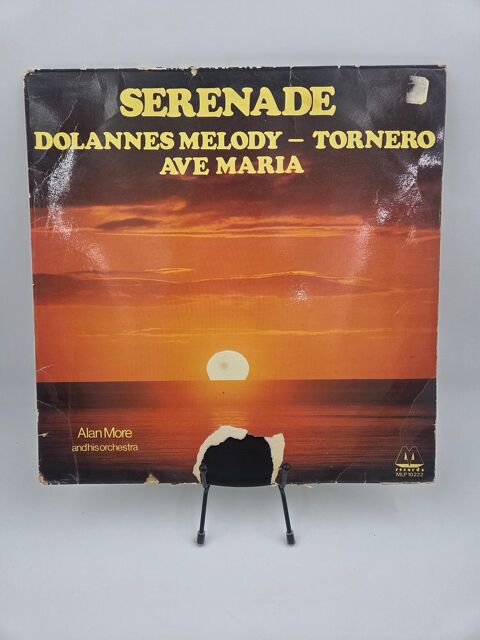 SERENADE
DOLANNES MELODY – TORNERO
AVE MARIA
Alan More
and his orchestra
M
records
MLP 10222